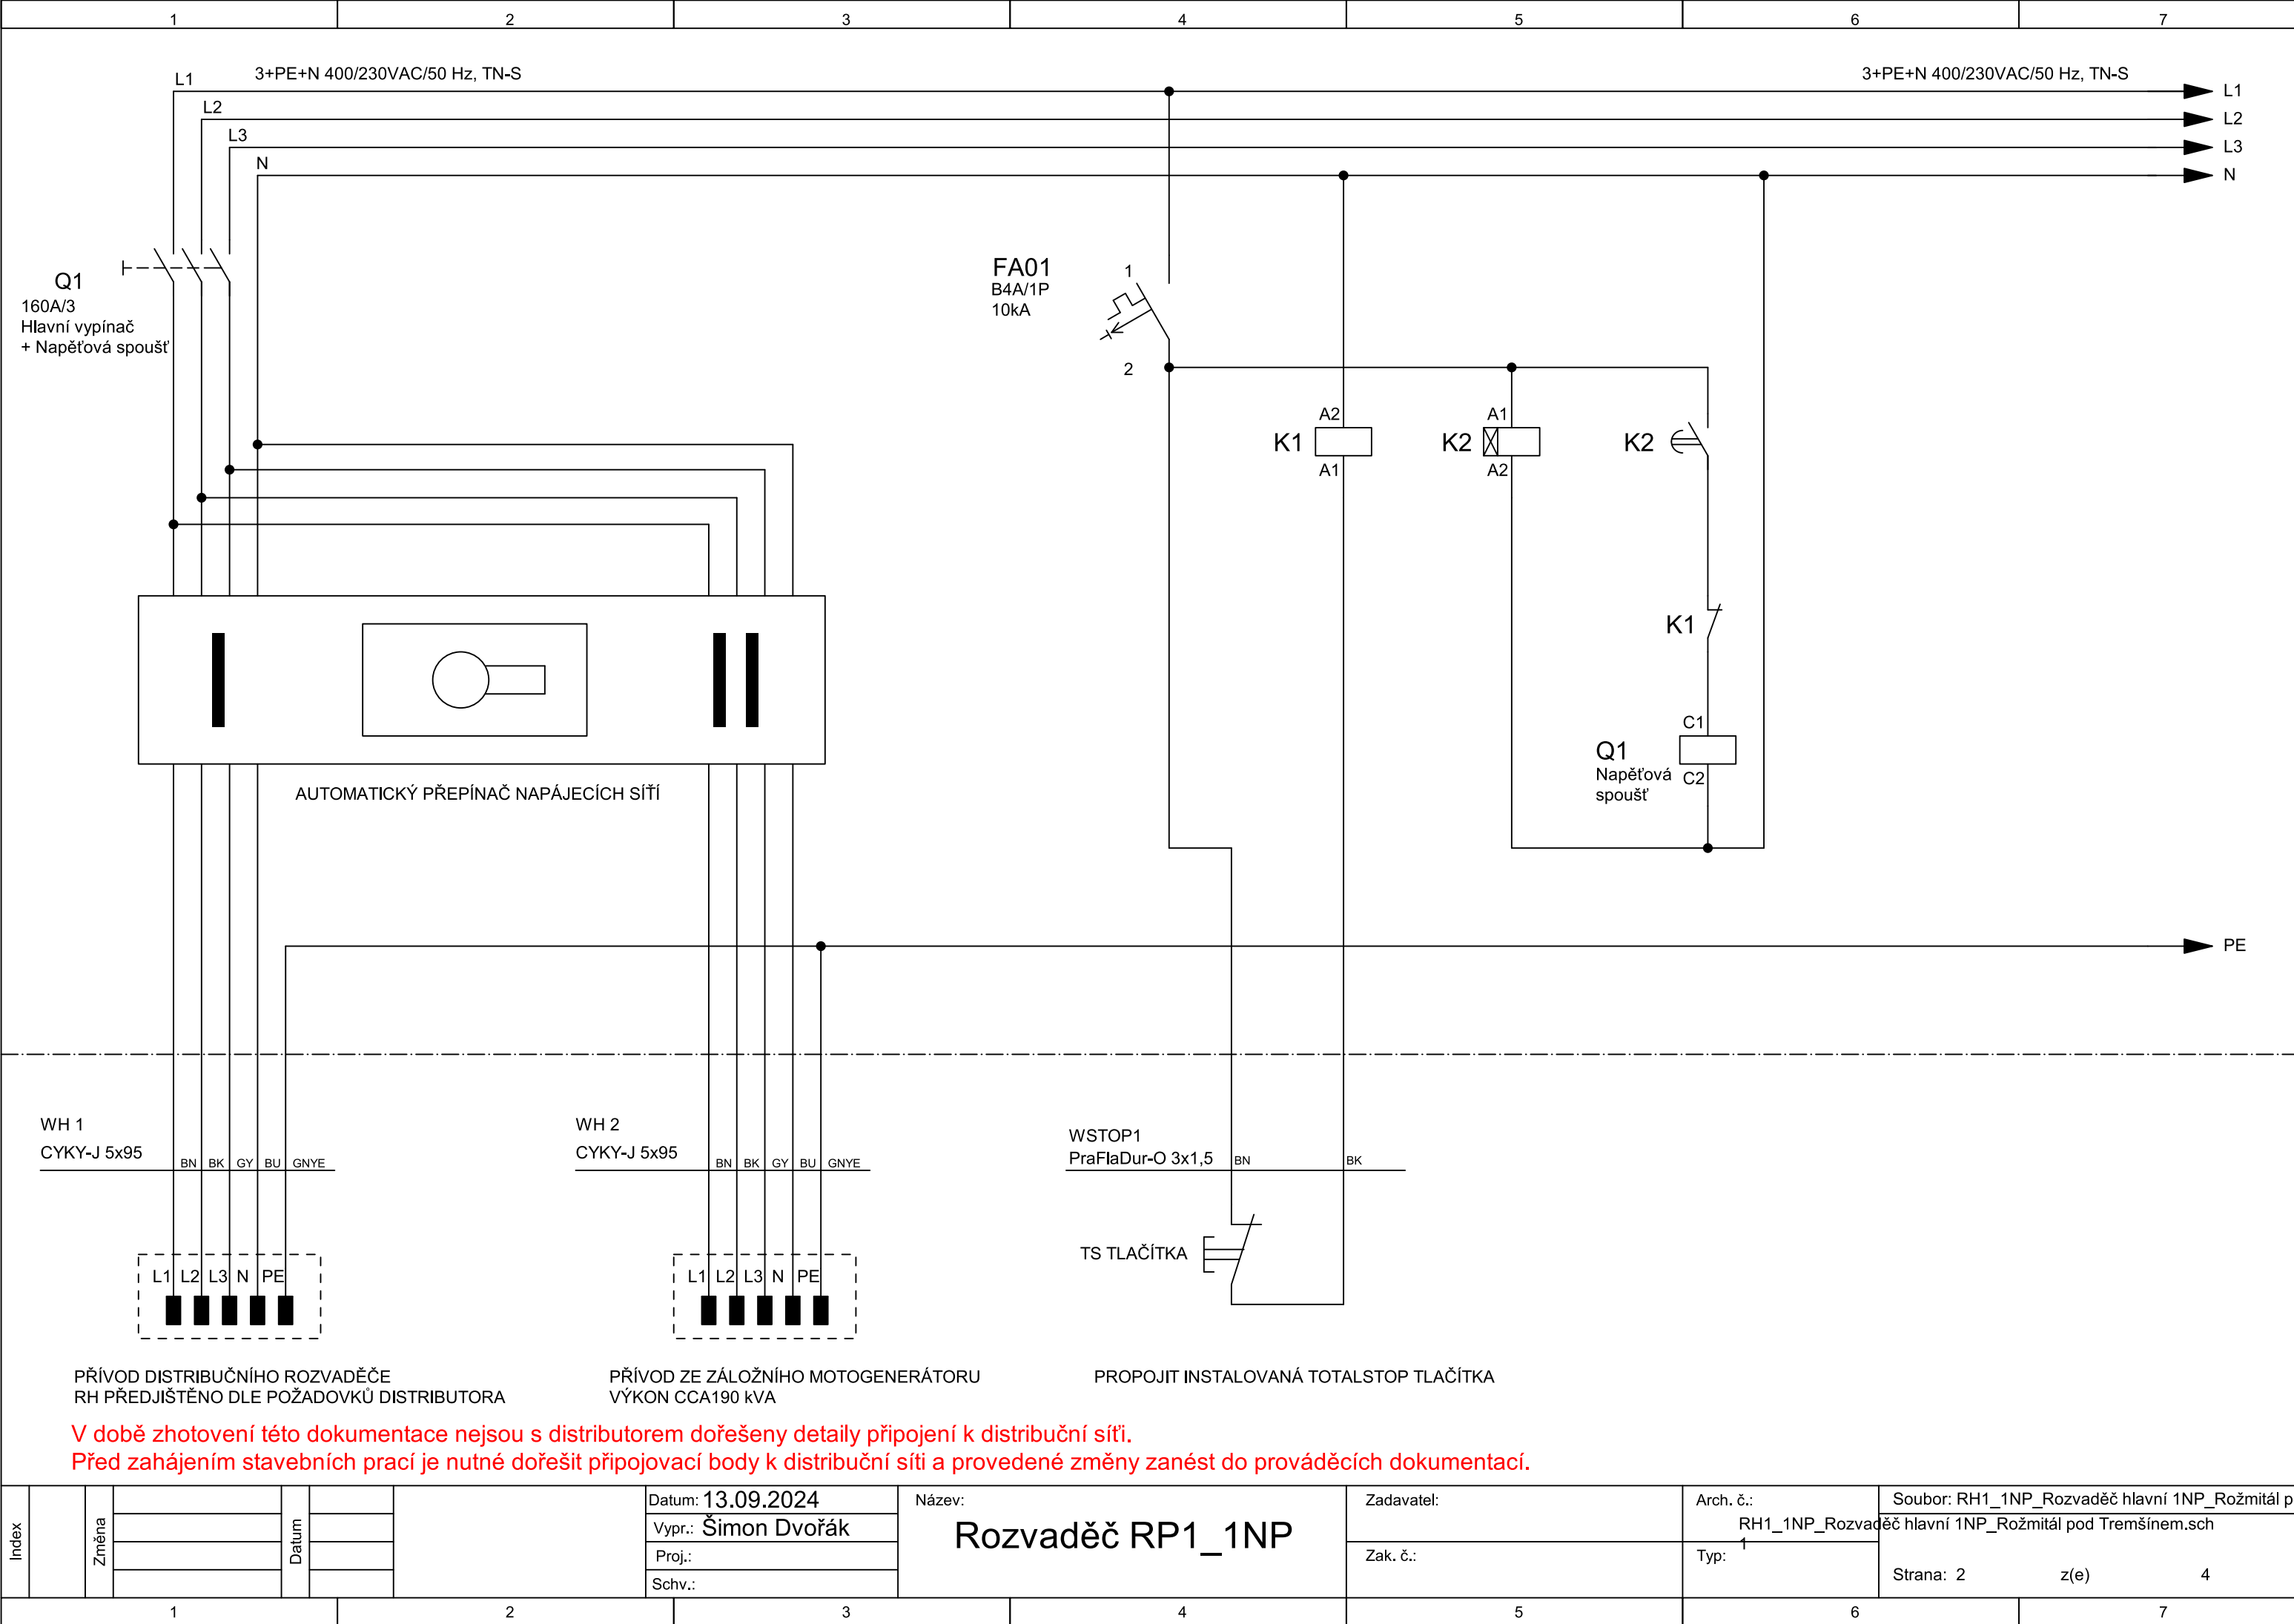 1 2 3 4 5 6 7
L1 3+PE+N 400/230VAC/50 Hz, TN-S 3+PE+N 400/230VAC/50 Hz, TN-S L1
L2 L2
L3 L3
N N
Q1
160A/3
Hlavní vypínač
+ Napěťová spoušť
FA01
B4A/1P
10kA
1
2
A2
K1
A1
A1
K2
A2
K2
K1
C1
Q1
Napěťová
spoušť
C2
AUTOMATICKÝ PŘEPÍNAČ NAPÁJECÍCH SÍTÍ
PE
WH 1
CYKY-J 5x95
BN BK GY BU GNYE
WH 2
CYKY-J 5x95
BN BK GY BU GNYE
WSTOP1
PraFlaDur-O 3x1,5
BN BK
TS TLAČÍTKA
L1 L2 L3 N PE
L1 L2 L3 N PE
PŘÍVOD DISTRIBUČNÍHO ROZVADĚČE
RH PŘEDJIŠTĚNO DLE POŽADOVKŮ DISTRIBUTORA
PŘÍVOD ZE ZÁLOŽNÍHO MOTOGENERÁTORU
VÝKON CCA190 kVA
PROPOJIT INSTALOVANÁ TOTALSTOP TLAČÍTKA
V době zhotovení této dokumentace nejsou s distributorem dořešeny detaily připojení k distribuční síťi.
Před zahájením stavebních prací je nutné dořešit připojovací body k distribuční síti a provedené změny zanést do prováděcích dokumentací.
Index
Změna
Datum
Datum: 13.09.2024
Vypr.: Šimon Dvořák
Proj.:
Schv.:
Název:
Rozvaděč RP1_1NP
Zadavatel:
Zak. č.:
Arch. č.:
RH1_1NP_Rozvaděč hlavní 1NP_Rožmitál pod Tremšínem.sch
1
Typ:
Soubor: RH1_1NP_Rozvaděč hlavní 1NP_Rožmitál p
Strana: 2 z(e) 4
1 2 3 4 5 6 7